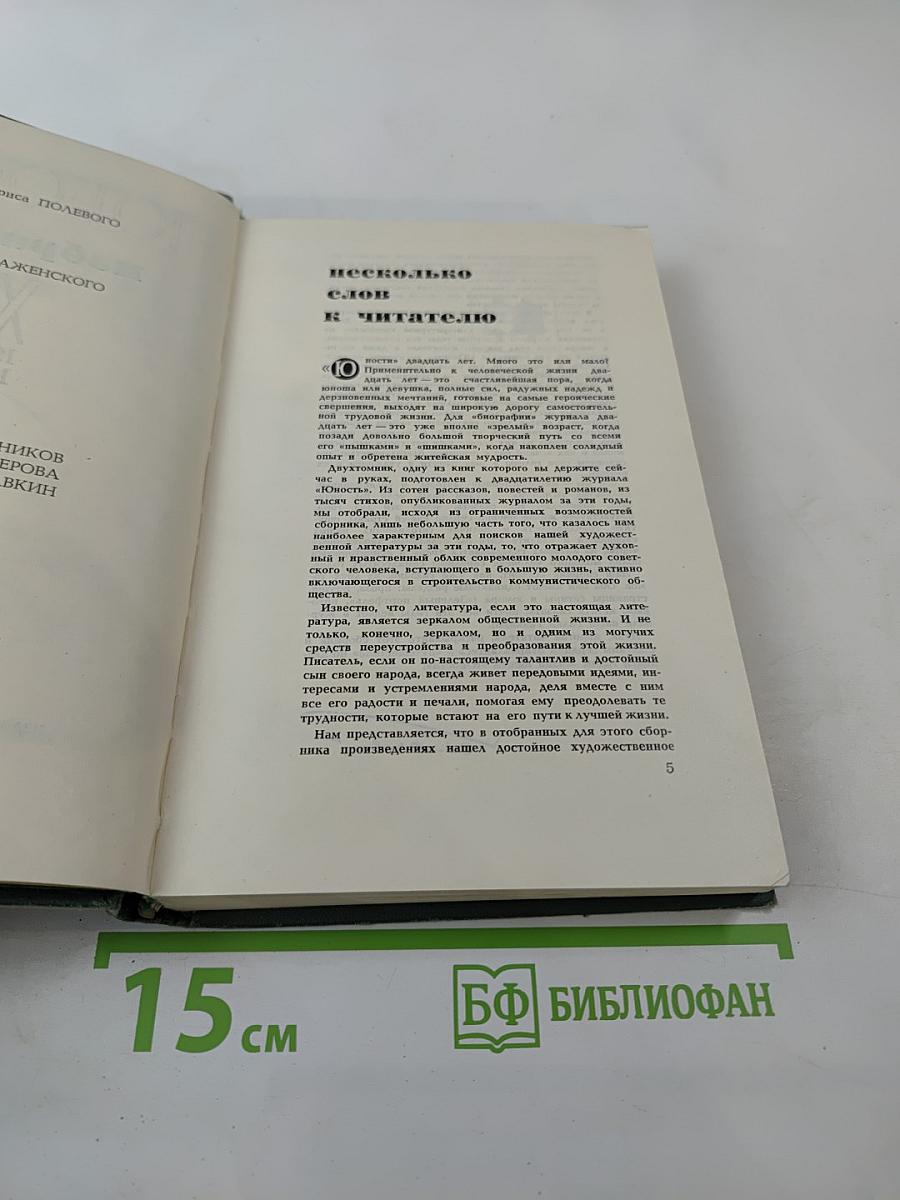 ПОЛЕВОГО
несколько
слов
к читателю
«Юности» двадцать лет. Много это или мало?
Применительно к человеческой жизни два-
дцать лет — это счастливейшая пора, когда
юноша или девушка, полные сил, радужных надежд и
дерзновенных мечтаний, готовые на самые героические
свершения, выходят на широкую дорогу самостоятель-
ной трудовой жизни. Для «биографии» журнала два-
дцать лет — это уже вполне «зрелый» возраст, когда
позади довольно большой творческий путь со всеми
его «пышками» и «шишками», когда накоплен солидный
опыт и обретена житейская мудрость.
Двухтомник, одну из книг которого вы держите сей-
час в руках, подготовлен к двадцатилетию журнала
«Юность». Из сотен рассказов, повестей и романов, из
тысяч стихов, опубликованных журналом за эти годы,
мы отобрали, исходя из ограниченных возможностей
сборника, лишь небольшую часть того, что казалось нам
наиболее характерным для поисков нашей художест-
венной литературы за эти годы, то, что отражает духов-
ный и нравственный облик современного молодого совет-
ского человека, вступающего в большую жизнь, активно
включающегося в строительство коммунистического об-
щества.
Известно, что литература, если это настоящая лите-
ратура, является зеркалом общественной жизни. И не
только, конечно, зеркалом, но и одним из могучих
средств переустройства и преобразования этой жизни.
Писатель, если он по-настоящему талантлив и достойный
сын своего народа, всегда живет передовыми идеями, ин-
тересами и устремлениями народа, деля вместе с ним
все его радости и печали, помогая ему преодолевать те
трудности, которые встают на его пути к лучшей жизни.
Нам представляется, что в отобранных для этого сбор-
ника произведениях нашел достойное художественное
5
15 см
БФ БИБЛИОФАН